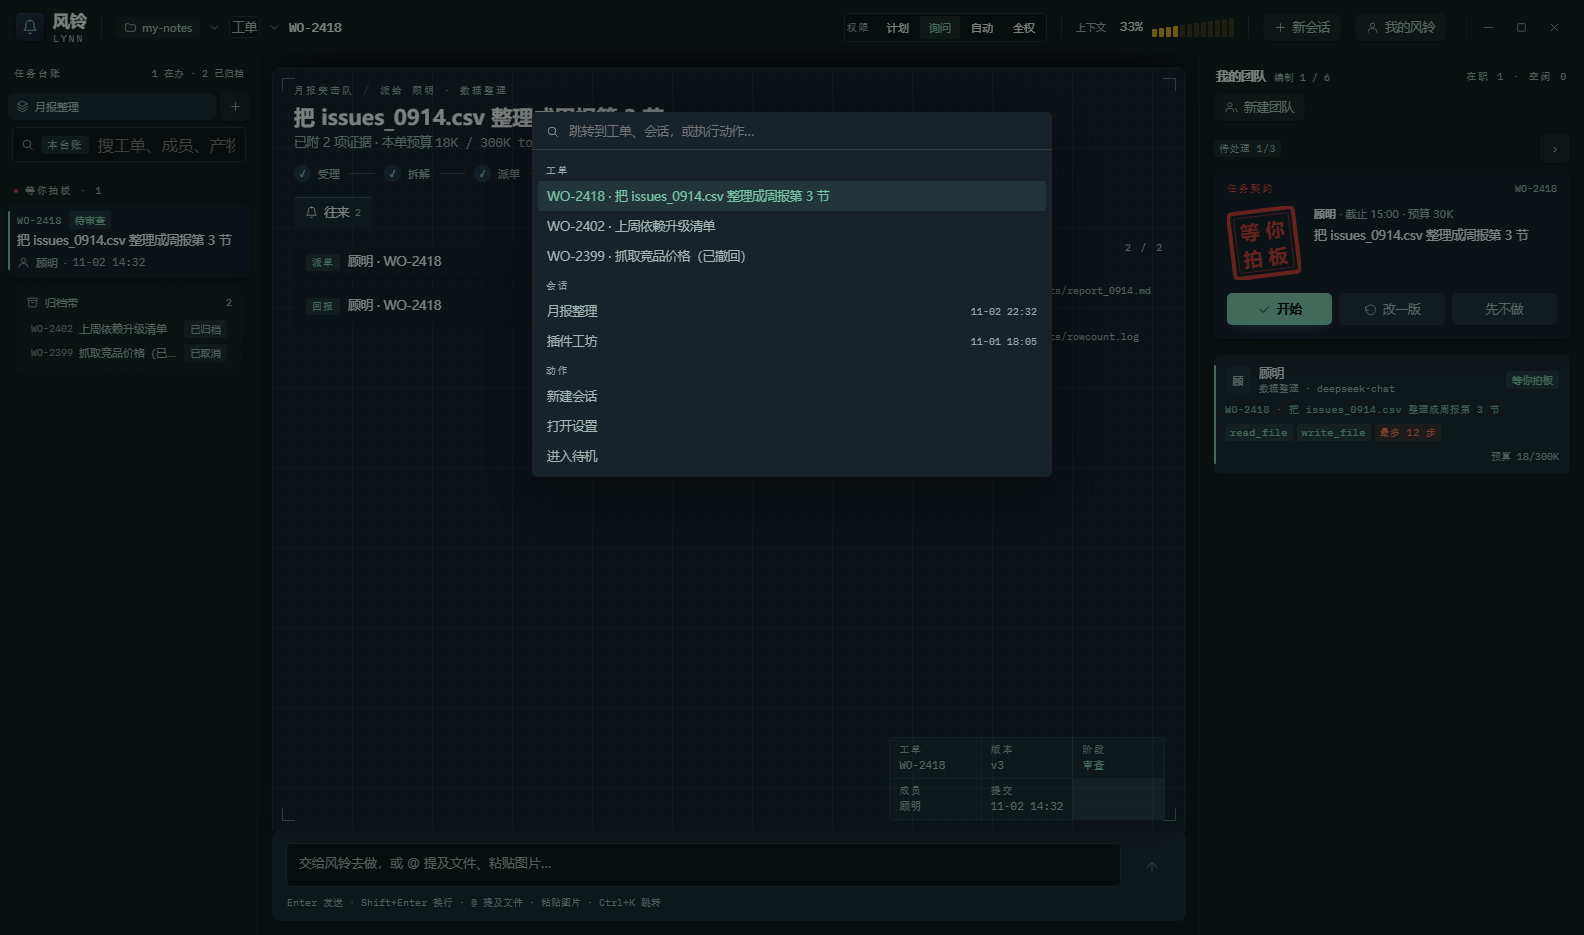 风铃
LYNN
my-notes
工单
WO-2418
权限
计划
询问
自动
全权
上下文
33%
新会话
我的风铃
任务台账
1 在办 · 2 已归档
月报整理
本台账
搜工单、成员、产物
等你拍板 · 1
WO-2418
待审查
把 issues_0914.csv 整理成周报第 3 节
顾明 · 11-02 14:32
归档带
2
WO-2402 上周依赖升级清单
已归档
WO-2399 抓取竞品价格（已...
已取消
月报突击队 / 派给 顾明 · 数据整理
把 issues_0914.csv 整理成周报第 3 节
已附 2 项证据 · 本单预算 18K / 300K to
受理
拆解
派单
往来 2
2 / 2
派单
顾明 · WO-2418
回报
顾明 · WO-2418
ts/report_0914.md
ts/rowcount.log
跳转到工单、会话，或执行动作...
工单
WO-2418 · 把 issues_0914.csv 整理成周报第 3 节
WO-2402 · 上周依赖升级清单
WO-2399 · 抓取竞品价格（已撤回）
会话
月报整理
11-02 22:32
插件工坊
11-01 18:05
动作
新建会话
打开设置
进入待机
工单
WO-2418
版本
v3
阶段
审查
成员
顾明
提交
11-02 14:32
交给风铃去做，或 @ 提及文件、粘贴图片...
Enter 发送 · Shift+Enter 换行 · @ 提及文件 · 粘贴图片 · Ctrl+K 跳转
我的团队
编制 1 / 6
在职 1 · 空闲 0
新建团队
待处理 1/3
任务契约
WO-2418
等你
拍板
顾明 · 截止 15:00 · 预算 30K
把 issues_0914.csv 整理成周报第 3 节
开始
改一版
先不做
顾
顾明
数据整理 · deepseek-chat
等你拍板
WO-2418 · 把 issues_0914.csv 整理成周报第 3 节
read_file
write_file
最多 12 步
预算 18/300K